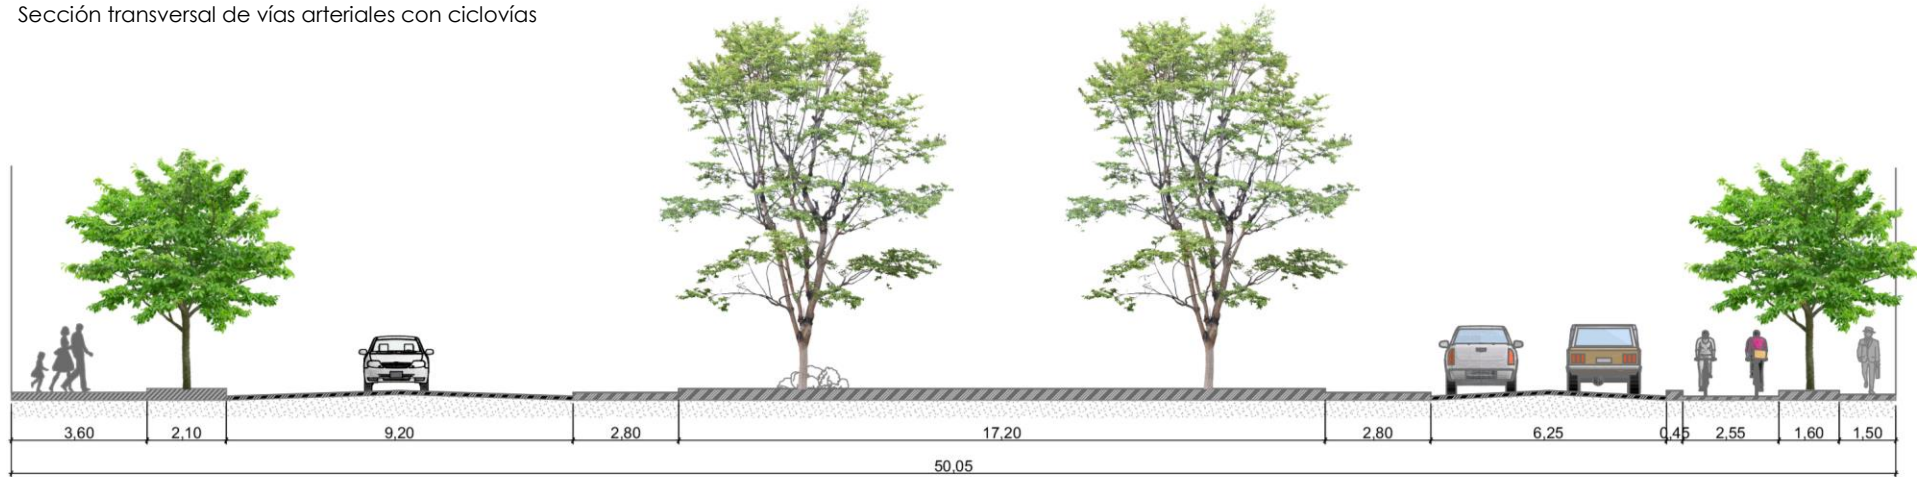 Sección transversal de vías arteriales con ciclovías
3,60 2,10 9,20 2,80 17,20 2,80 6,25 0,45 2,55 1,60 1,50
50,05